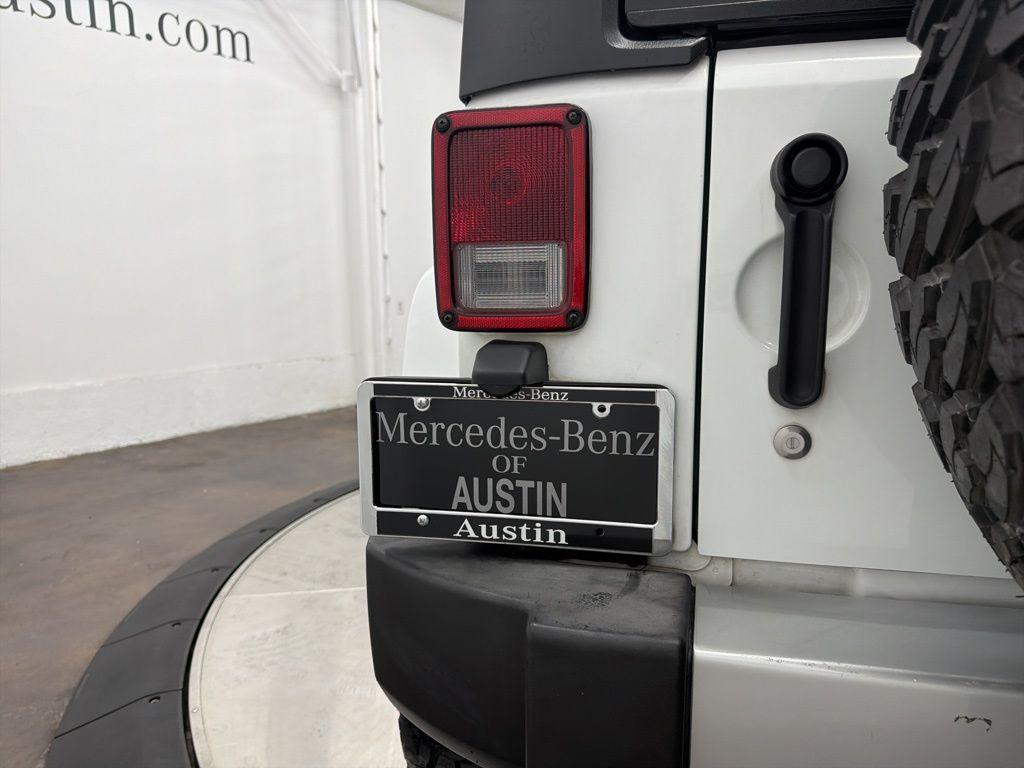 ustin.com
Mercedes-Benz
Mercedes-Benz
OF
AUSTIN
Austin